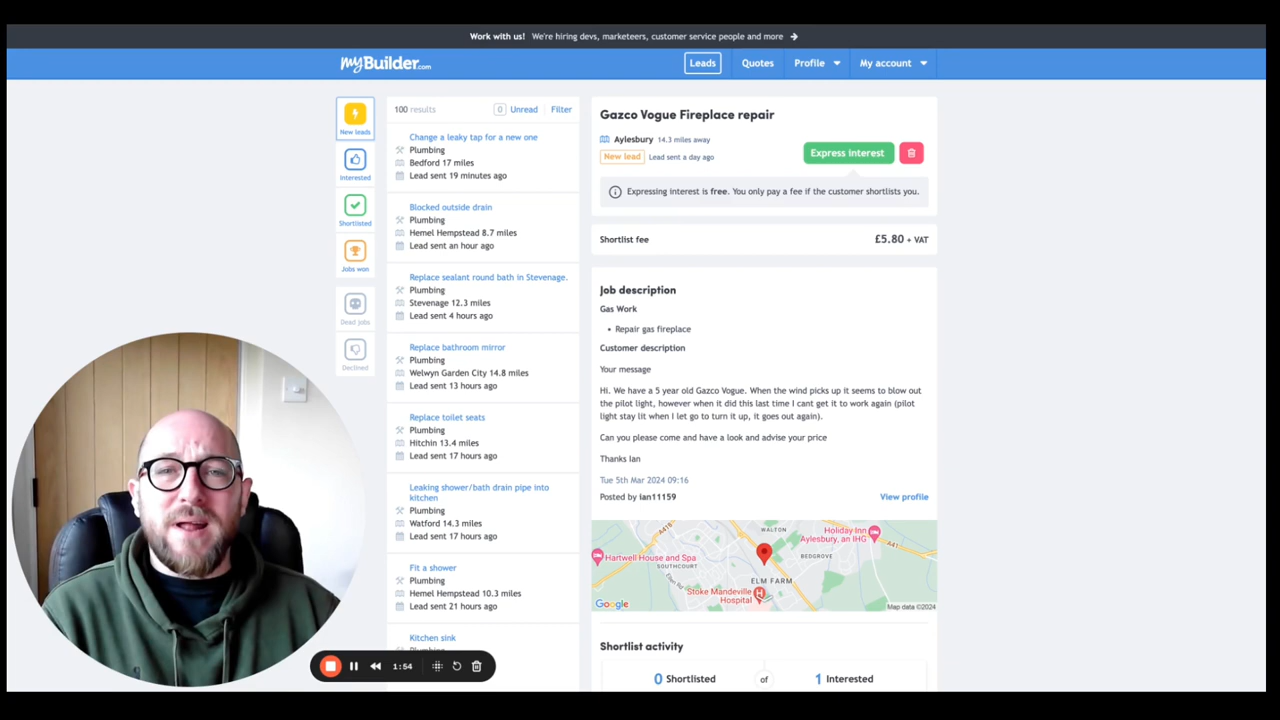 Work with us! We're hiring devs, marketeers, customer service people and more
myBuilder.com
Leads
Quotes
Profile
My account
New leads
Interested
Shortlisted
Jobs won
Dead jobs
Declined
100 results
0 Unread
Filter
Change a leaky tap for a new one
Plumbing
Bedford 17 miles
Lead sent 19 minutes ago
Blocked outside drain
Plumbing
Hemel Hempstead 8.7 miles
Lead sent an hour ago
Replace sealant round bath in Stevenage.
Plumbing
Stevenage 12.3 miles
Lead sent 4 hours ago
Replace bathroom mirror
Plumbing
Welwyn Garden City 14.8 miles
Lead sent 13 hours ago
Replace toilet seats
Plumbing
Hitchin 13.4 miles
Lead sent 17 hours ago
Leaking shower/bath drain pipe into
kitchen
Plumbing
Watford 14.3 miles
Lead sent 17 hours ago
Fit a shower
Plumbing
Hemel Hempstead 10.3 miles
Lead sent 21 hours ago
Kitchen sink
1:54
Gazco Vogue Fireplace repair
Aylesbury 14.3 miles away
New lead Lead sent a day ago
Express interest
Expressing interest is free. You only pay a fee if the customer shortlists you.
Shortlist fee
£5.80 + VAT
Job description
Gas Work
• Repair gas fireplace
Customer description
Your message
Hi. We have a 5 year old Gazco Vogue. When the wind picks up it seems to blow out
the pilot light, however when it did this last time I cant get it to work again (pilot
light stay lit when I let go to turn it up, it goes out again).
Can you please come and have a look and advise your price
Thanks Ian
Tue 5th Mar 2024 09:16
Posted by ian11159
View profile
A418
WALTON
Holiday Inn
Aylesbury, an IHG
A41
Hartwell House and Spa
SOUTHCOURT
BEDGROVE
ELM FARM
Stoke Mandeville
Hospital
Google
Map data ©2024
Shortlist activity
0 Shortlisted
of
1 Interested